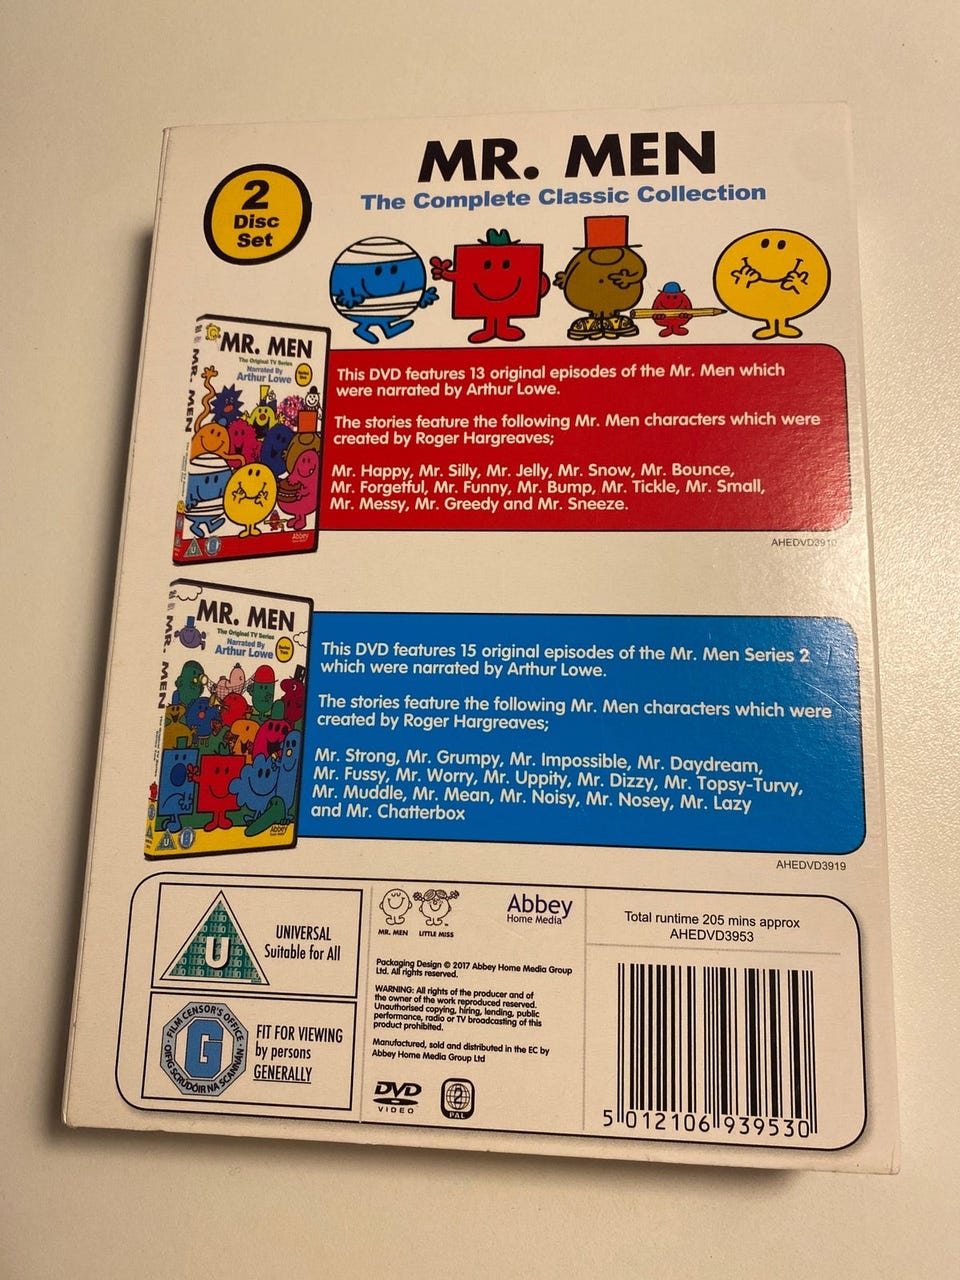 MR. MEN
The Complete Classic Collection
2
Disc
Set
MR. MEN
The Original TV Series
Narrated By
Arthur Lowe
MR. MEN
Abbey
U
This DVD features 13 original episodes of the Mr. Men which
were narrated by Arthur Lowe.
The stories feature the following Mr. Men characters which were
created by Roger Hargreaves;
Mr. Happy, Mr. Silly, Mr. Jelly, Mr. Snow, Mr. Bounce,
Mr. Forgetful, Mr. Funny, Mr. Bump, Mr. Tickle, Mr. Small,
Mr. Messy, Mr. Greedy and Mr. Sneeze.
AHEDVD3910
MR. MEN
The Original TV Series
Narrated By
Arthur Lowe
MR. MEN
Abbey
U
This DVD features 15 original episodes of the Mr. Men Series 2
which were narrated by Arthur Lowe.
The stories feature the following Mr. Men characters which were
created by Roger Hargreaves;
Mr. Strong, Mr. Grumpy, Mr. Impossible, Mr. Daydream,
Mr. Fussy, Mr. Worry, Mr. Uppity, Mr. Dizzy, Mr. Topsy-Turvy,
Mr. Muddle, Mr. Mean, Mr. Noisy, Mr. Nosey, Mr. Lazy
and Mr. Chatterbox
AHEDVD3919
U
UNIVERSAL
Suitable for All
FILM CENSOR'S OFFICE
G
OIFIG SCRÚDÓIR NA SCANNÁN
FIT FOR VIEWING
by persons
GENERALLY
MR. MEN
LITTLE MISS
Abbey
Home Media
Packaging Design © 2017 Abbey Home Media Group
Ltd. All rights reserved.
WARNING: All rights of the producer and of
the owner of the work reproduced reserved.
Unauthorised copying, hiring, lending, public
performance, radio or TV broadcasting of this
product prohibited.
Manufactured, sold and distributed in the EC by
Abbey Home Media Group Ltd
DVD
VIDEO
2
PAL
Total runtime 205 mins approx
AHEDVD3953
5 012106 939530